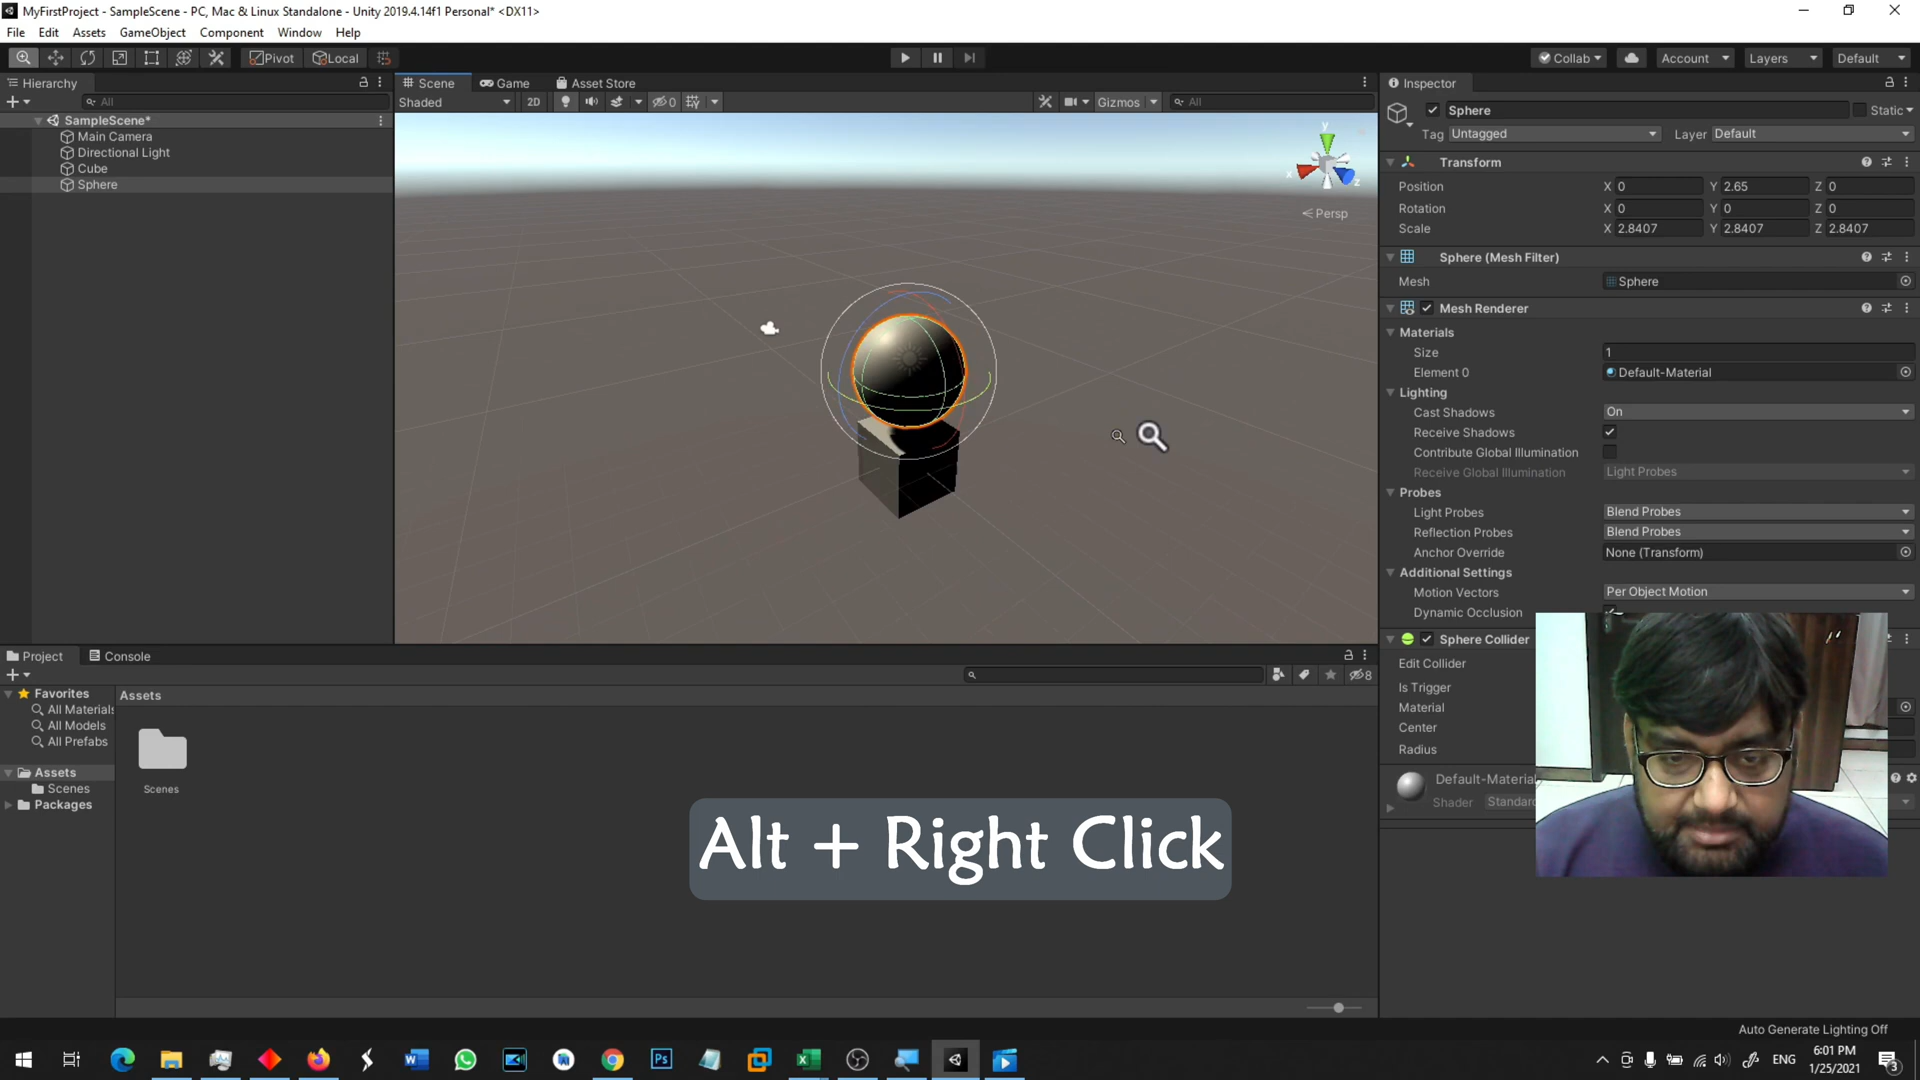 MyFirstProject - SampleScene - PC, Mac & Linux Standalone - Unity 2019.4.14f1 Personal* <DX11>
File Edit Assets GameObject Component Window Help
Pivot Local Collab Account Layers Default
Hierarchy
All
SampleScene*
Main Camera
Directional Light
Cube
Sphere
Scene Game Asset Store
Shaded 2D 0 Gizmos All
y
x
z
Persp
Inspector
Sphere Static
Tag Untagged Layer Default
Transform
Position X 0 Y 2.65 Z 0
Rotation X 0 Y 0 Z 0
Scale X 2.8407 Y 2.8407 Z 2.8407
Sphere (Mesh Filter)
Mesh Sphere
Mesh Renderer
Materials
Size 1
Element 0 Default-Material
Lighting
Cast Shadows On
Receive Shadows
Contribute Global Illumination
Receive Global Illumination Light Probes
Probes
Light Probes Blend Probes
Reflection Probes Blend Probes
Anchor Override None (Transform)
Additional Settings
Motion Vectors Per Object Motion
Dynamic Occlusion
Sphere Collider
Edit Collider
Is Trigger
Material
Center
Radius
Default-Material
Shader Standard
Project Console
8
Favorites
All Materials
All Models
All Prefabs
Assets
Scenes
Packages
Assets
Scenes
Alt + Right Click
Auto Generate Lighting Off
ENG
6:01 PM
1/25/2021
3